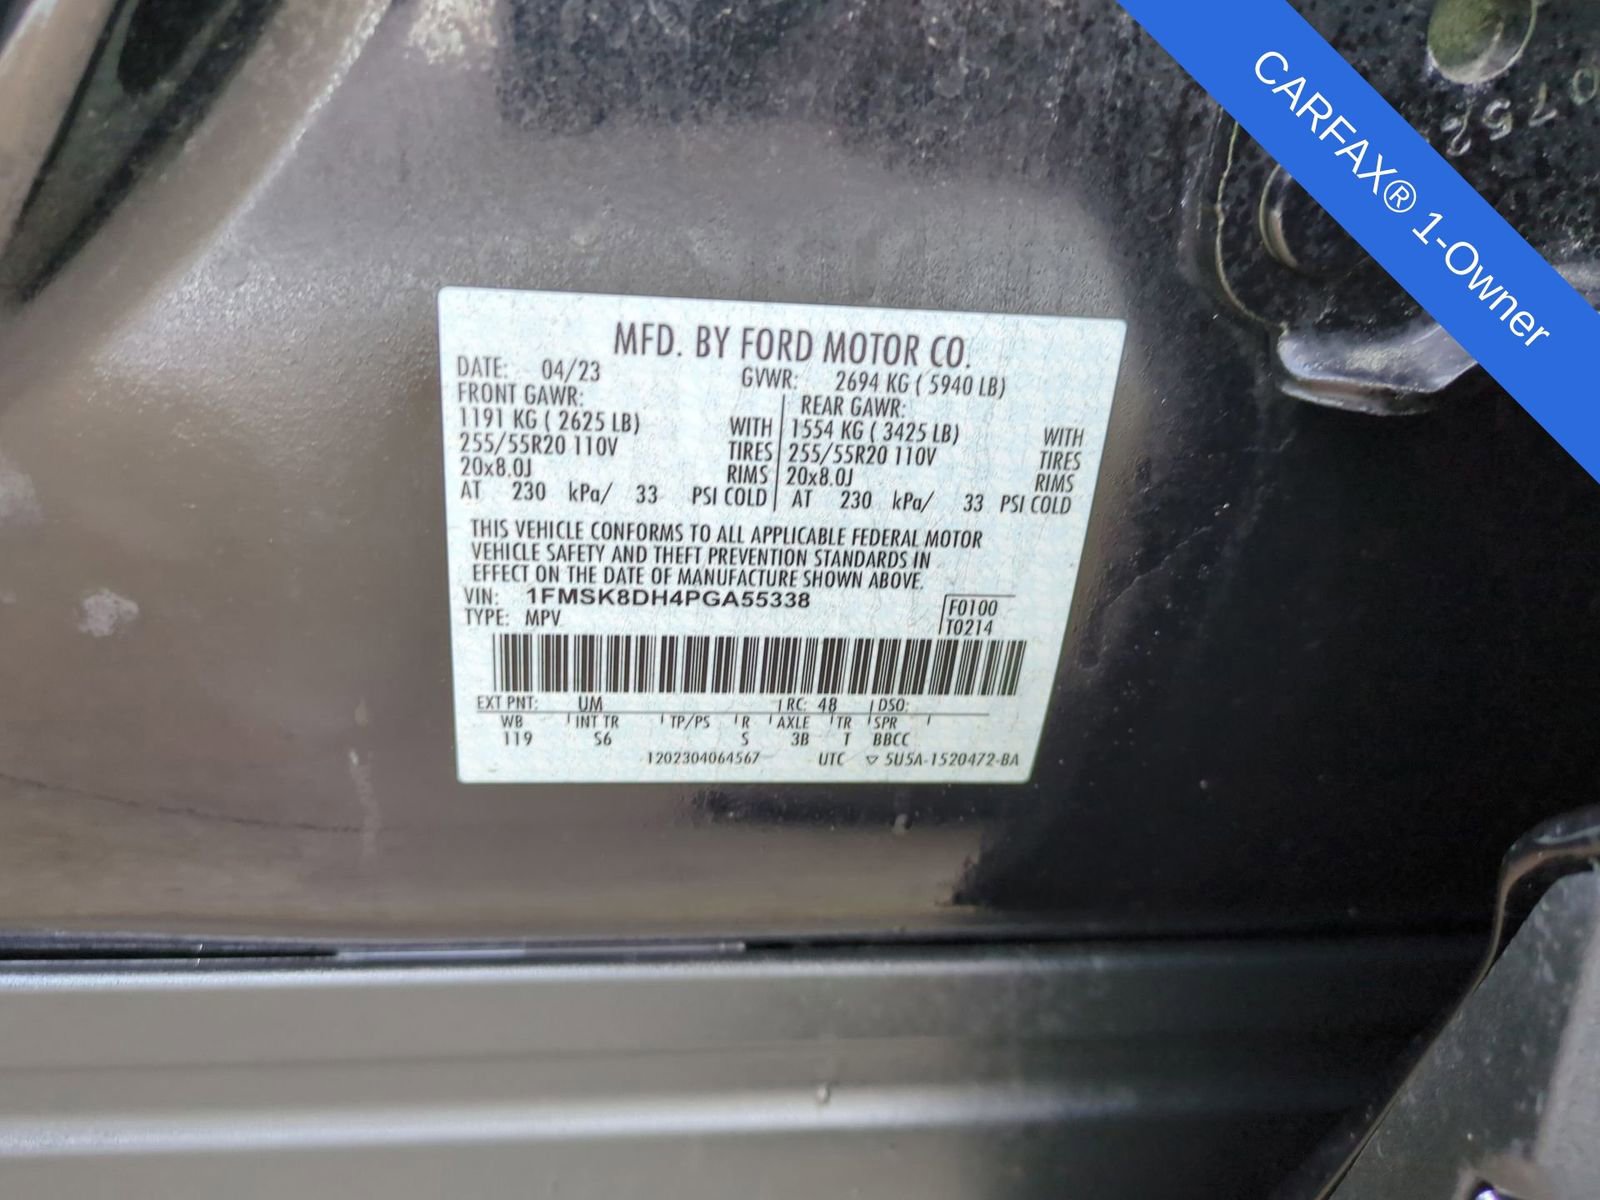 CARFAX® 1-Owner
MFD. BY FORD MOTOR CO.
DATE: 04/23 GVWR: 2694 KG ( 5940 LB)
FRONT GAWR: REAR GAWR:
1191 KG ( 2625 LB) WITH 1554 KG ( 3425 LB) WITH
255/55R20 110V TIRES 255/55R20 110V TIRES
20x8.0J RIMS 20x8.0J RIMS
AT 230 kPa/ 33 PSI COLD AT 230 kPa/ 33 PSI COLD
THIS VEHICLE CONFORMS TO ALL APPLICABLE FEDERAL MOTOR
VEHICLE SAFETY AND THEFT PREVENTION STANDARDS IN
EFFECT ON THE DATE OF MANUFACTURE SHOWN ABOVE.
VIN: 1FMSK8DH4PGA55338 F0100
TYPE: MPV T0214
EXT PNT: UM RC: 48 DSO:
WB INT TR TP/PS R AXLE TR SPR
119 S6 S 3B T BBCC
1202304064567 UTC ▽ 5U5A-1520472-BA